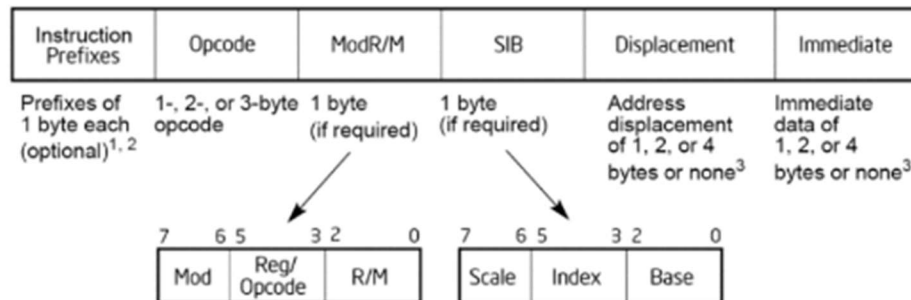 Instruction Prefixes Opcode ModR/M SIB Displacement Immediate
Prefixes of 1 byte each (optional)1, 2
1-, 2-, or 3-byte opcode
1 byte (if required)
1 byte (if required)
Address displacement of 1, 2, or 4 bytes or none3
Immediate data of 1, 2, or 4 bytes or none3
7 6 5 3 2 0
Mod Reg/Opcode R/M
7 6 5 3 2 0
Scale Index Base